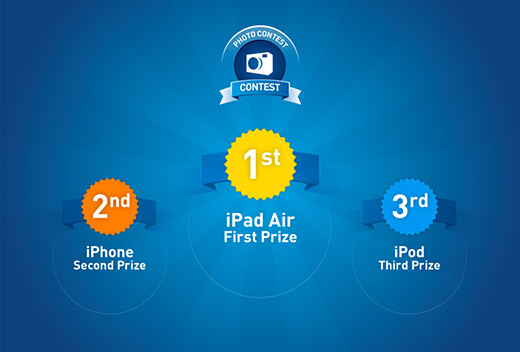 PHOTO CONTEST
CONTEST
1st
iPad Air
First Prize
2nd
iPhone
Second Prize
3rd
iPod
Third Prize